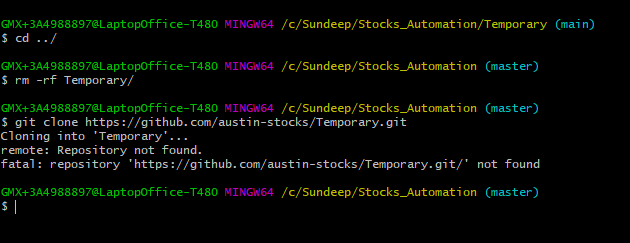 GMX+3A4988897@LaptopOffice-T480 MINGW64 /c/Sundeep/Stocks_Automation/Temporary (main)
$ cd ../
GMX+3A4988897@LaptopOffice-T480 MINGW64 /c/Sundeep/Stocks_Automation (master)
$ rm -rf Temporary/
GMX+3A4988897@LaptopOffice-T480 MINGW64 /c/Sundeep/Stocks_Automation (master)
$ git clone https://github.com/austin-stocks/Temporary.git
Cloning into 'Temporary'...
remote: Repository not found.
fatal: repository 'https://github.com/austin-stocks/Temporary.git/' not found
GMX+3A4988897@LaptopOffice-T480 MINGW64 /c/Sundeep/Stocks_Automation (master)
$